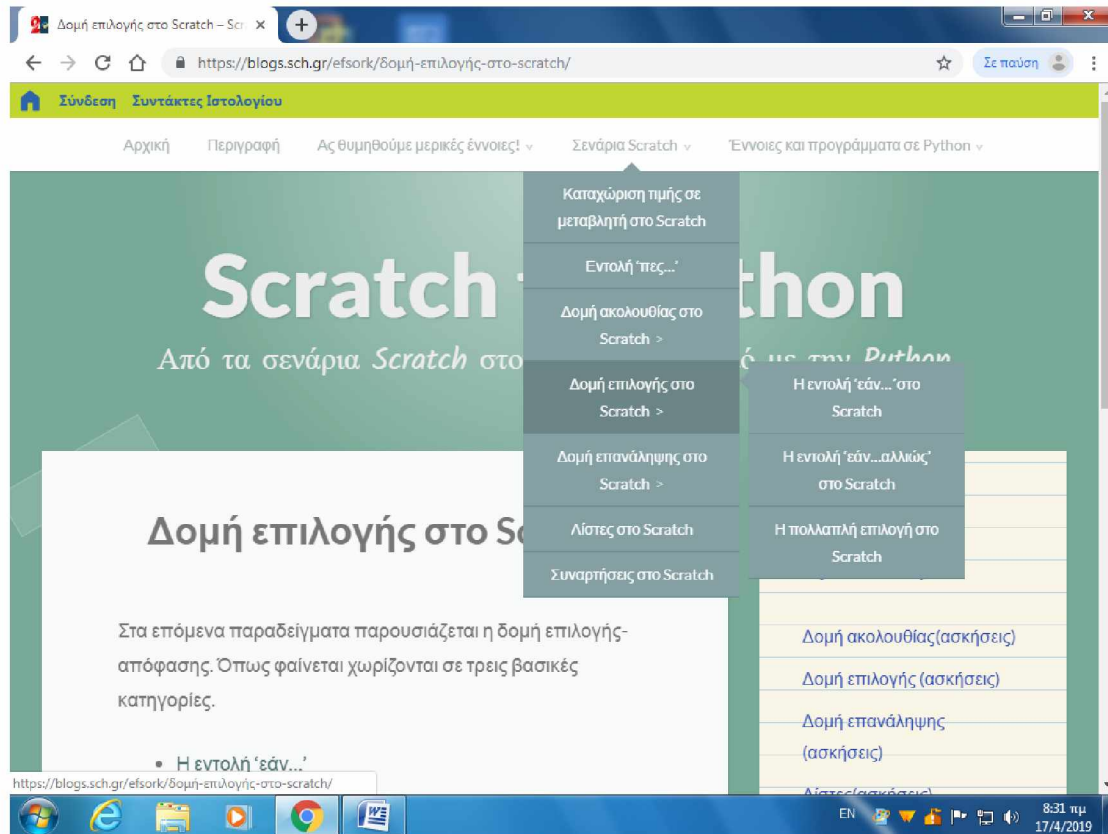 Δομή επιλογής στο Scratch – Scr
https://blogs.sch.gr/efsork/δομή-επιλογής-στο-scratch/
Σε παύση
Σύνδεση Συντάκτες Ιστολογίου
Αρχική Περιγραφή Ας θυμηθούμε μερικές έννοιες! Σενάρια Scratch Έννοιες και προγράμματα σε Python
Καταχώριση τιμής σε
μεταβλητή στο Scratch
Εντολή 'πες...'
Δομή ακολουθίας στο
Scratch >
Δομή επιλογής στο
Scratch >
Δομή επανάληψης στο
Scratch >
Λίστες στο Scratch
Συναρτήσεις στο Scratch
Η εντολή 'εάν...' στο
Scratch
Η εντολή 'εάν...αλλιώς'
στο Scratch
Η πολλαπλή επιλογή στο
Scratch
Scratch
Από τα σενάρια Scratch στο με την Python
Δομή επιλογής στο
Στα επόμενα παραδείγματα παρουσιάζεται η δομή επιλογής-
απόφασης. Όπως φαίνεται χωρίζονται σε τρεις βασικές
κατηγορίες.
• Η εντολή 'εάν...'
Δομή ακολουθίας(ασκήσεις)
Δομή επιλογής (ασκήσεις)
Δομή επανάληψης
(ασκήσεις)
Λίστες(ασκήσεις)
https://blogs.sch.gr/efsork/δομή-επιλογής-στο-scratch/
EN
8:31 πμ
17/4/2019